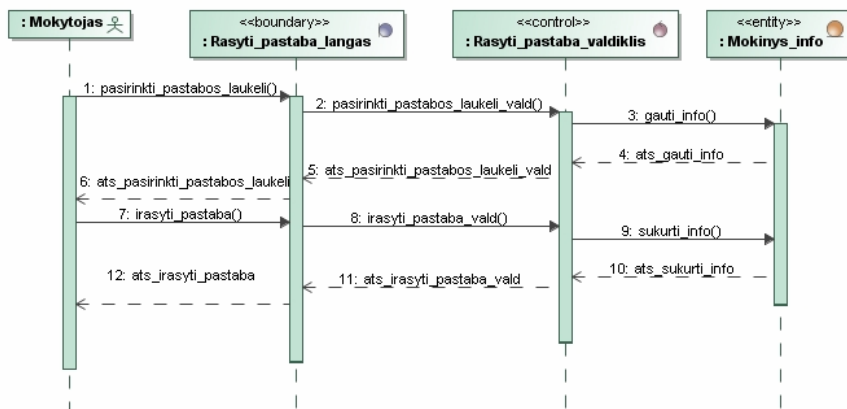 : Mokytojas
<<boundary>>
: Rasyti_pastaba_langas
<<control>>
: Rasyti_pastaba_valdiklis
<<entity>>
: Mokinys_info
1: pasirinkti_pastabos_laukeli()
2: pasirinkti_pastabos_laukeli_vald()
3: gauti_info()
4: ats_gauti_info
5: ats_pasirinkti_pastabos_laukeli_vald
6: ats_pasirinkti_pastabos_laukeli
7: irasyti_pastaba()
8: irasyti_pastaba_vald()
9: sukurti_info()
10: ats_sukurti_info
11: ats_irasyti_pastaba_vald
12: ats_irasyti_pastaba